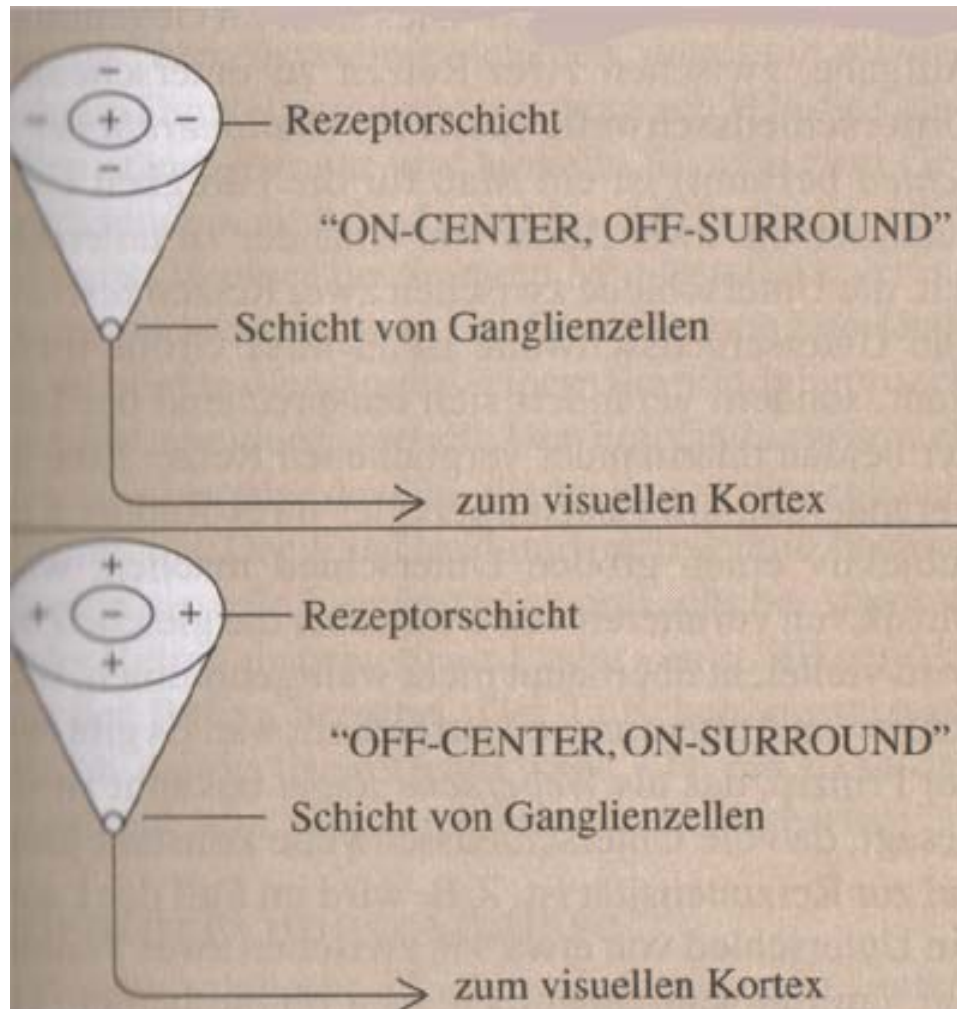 Rezeptorschicht
“ON-CENTER, OFF-SURROUND”
Schicht von Ganglienzellen
zum visuellen Kortex
Rezeptorschicht
“OFF-CENTER, ON-SURROUND”
Schicht von Ganglienzellen
zum visuellen Kortex